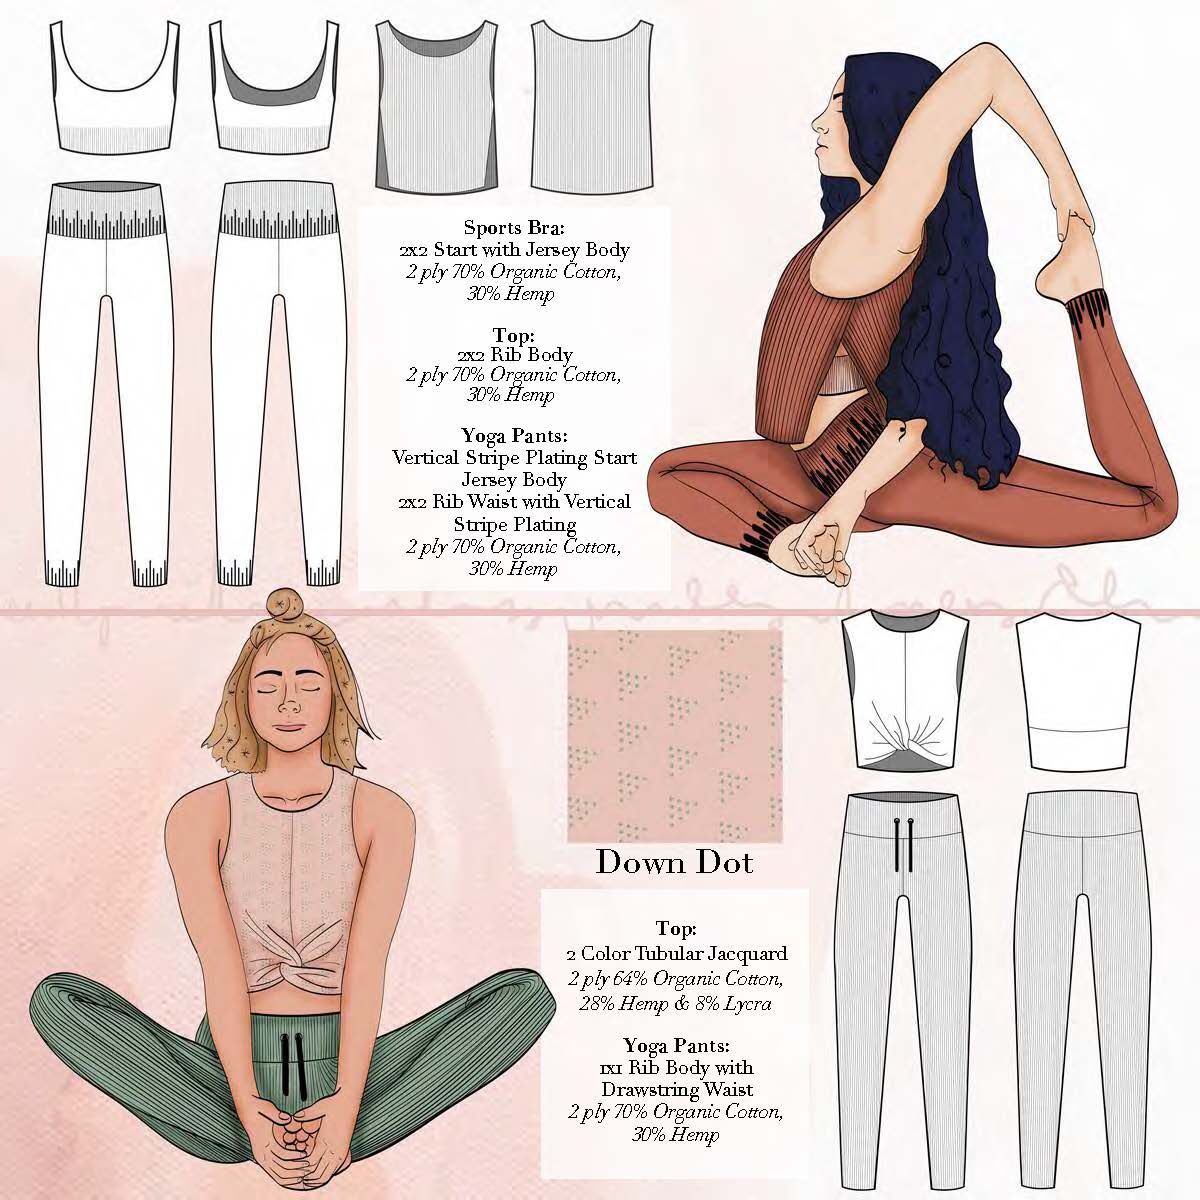 Sports Bra:
2x2 Start with Jersey Body
2 ply 70% Organic Cotton,
30% Hemp
Top:
2x2 Rib Body
2 ply 70% Organic Cotton,
30% Hemp
Yoga Pants:
Vertical Stripe Plating Start
Jersey Body
2x2 Rib Waist with Vertical
Stripe Plating
2 ply 70% Organic Cotton,
30% Hemp
Down Dot
Top:
2 Color Tubular Jacquard
2 ply 64% Organic Cotton,
28% Hemp & 8% Lycra
Yoga Pants:
1x1 Rib Body with
Drawstring Waist
2 ply 70% Organic Cotton,
30% Hemp